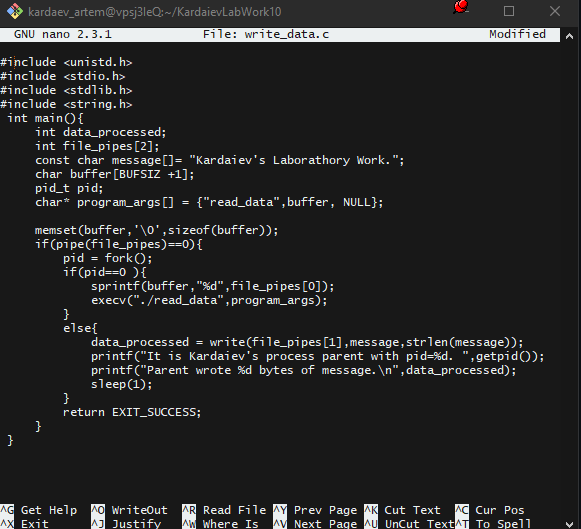 kardaev_artem@vpsj3leQ:~/KardaievLabWork10
GNU nano 2.3.1 File: write_data.c Modified
#include <unistd.h>
#include <stdio.h>
#include <stdlib.h>
#include <string.h>
int main(){
int data_processed;
int file_pipes[2];
const char message[]= "Kardaiev's Laborathory Work.";
char buffer[BUFSIZ +1];
pid_t pid;
char* program_args[] = {"read_data",buffer, NULL};
memset(buffer,'\0',sizeof(buffer));
if(pipe(file_pipes)==0){
pid = fork();
if(pid==0 ){
sprintf(buffer,"%d",file_pipes[0]);
execv("./read_data",program_args);
}
else{
data_processed = write(file_pipes[1],message,strlen(message));
printf("It is Kardaiev's process parent with pid=%d. ",getpid());
printf("Parent wrote %d bytes of message.\n",data_processed);
sleep(1);
}
return EXIT_SUCCESS;
}
}
^G Get Help ^O WriteOut ^R Read File ^Y Prev Page ^K Cut Text ^C Cur Pos
^X Exit ^J Justify ^W Where Is ^V Next Page ^U UnCut Text ^T To Spell